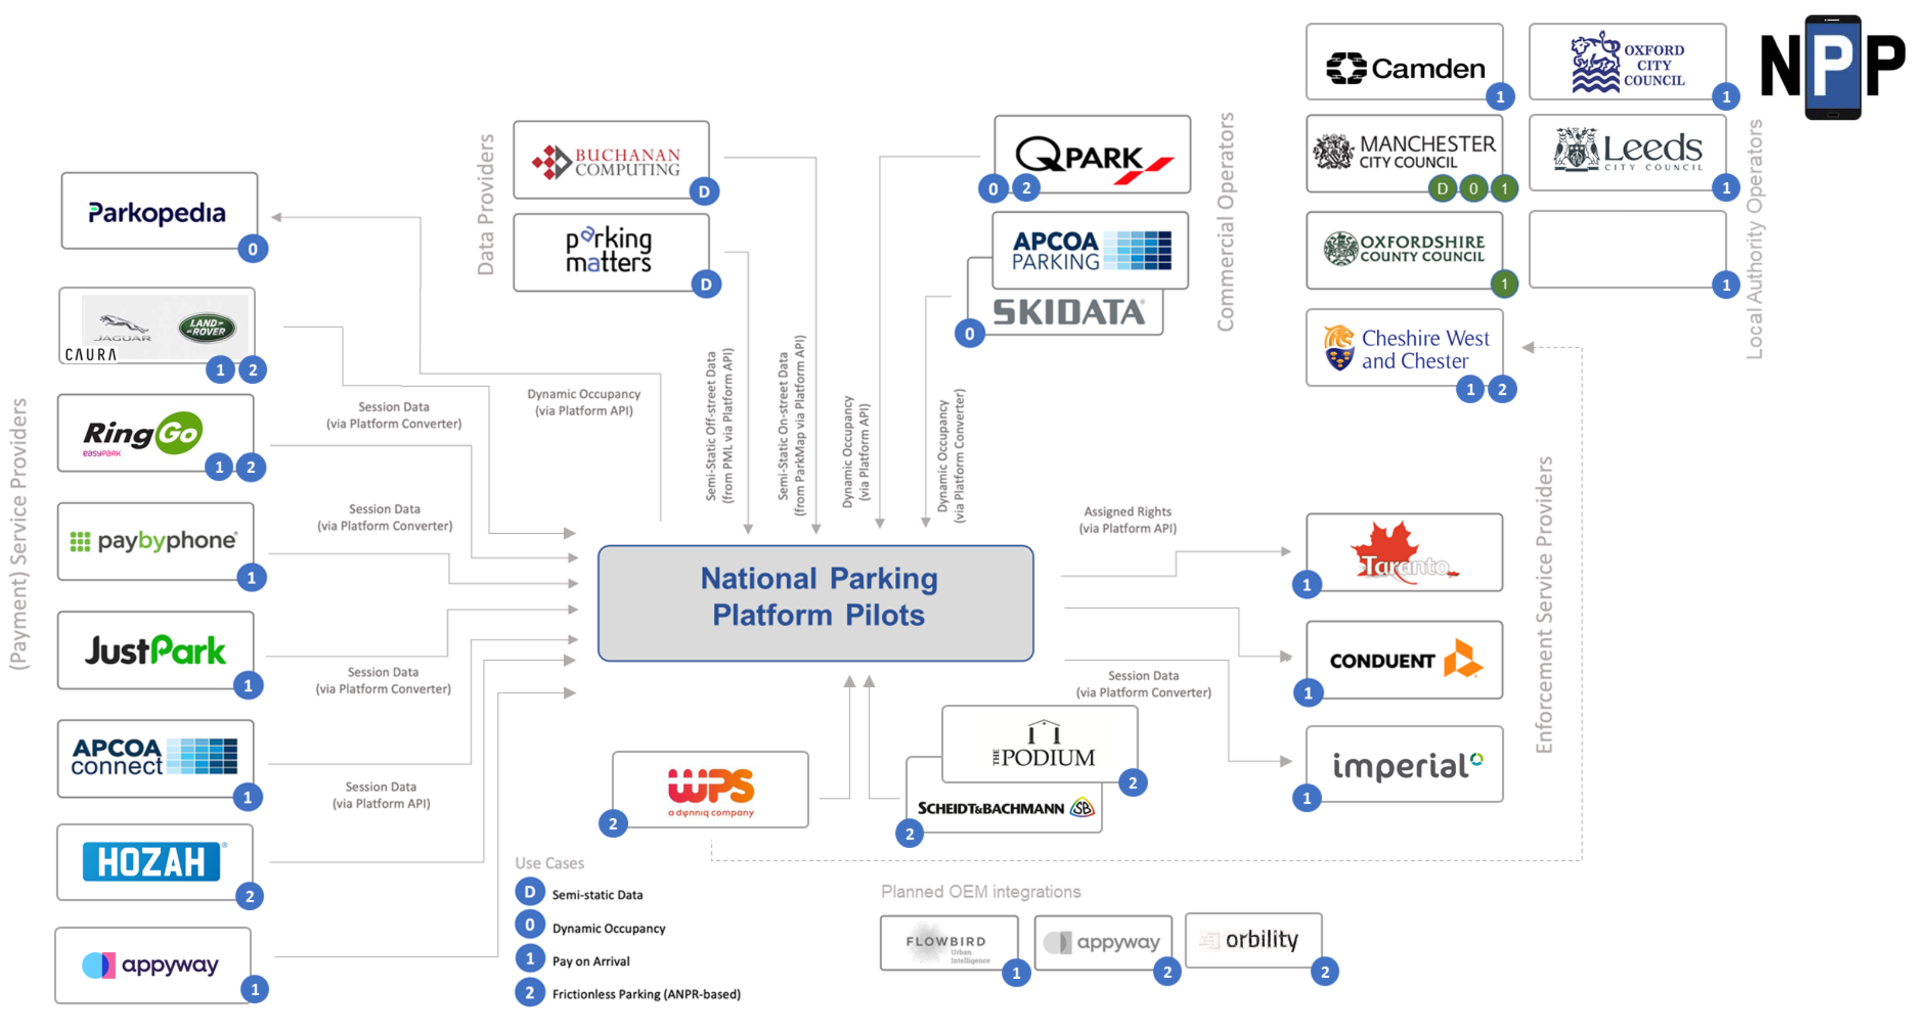 NPP
Camden
1
OXFORD
CITY
COUNCIL
1
MANCHESTER
CITY COUNCIL
D 0 1
Leeds
CITY COUNCIL
1
OXFORDSHIRE
COUNTY COUNCIL
1
1
Cheshire West
and Chester
1 2
Local Authority Operators
Commercial Operators
QPARK
0 2
APCOA
PARKING
SKIDATA
0
Data Providers
BUCHANAN
COMPUTING
D
parking
matters
D
(Payment) Service Providers
Parkopedia
0
JAGUAR
LAND-
ROVER
CAURA
1 2
RingGo
easypark
1 2
paybyphone
1
JustPark
1
APCOA
connect
1
HOZAH®
2
appyway
1
Session Data
(via Platform Converter)
Session Data
(via Platform Converter)
Session Data
(via Platform Converter)
Session Data
(via Platform API)
Dynamic Occupancy
(via Platform API)
Semi-Static Off-street Data
(from PML via Platform API)
Semi-Static On-street Data
(from ParkMap via Platform API)
Dynamic Occupancy
(via Platform API)
Dynamic Occupancy
(via Platform Converter)
National Parking
Platform Pilots
Assigned Rights
(via Platform API)
Session Data
(via Platform Converter)
Enforcement Service Providers
Taranto
1
CONDUENT
1
imperial
1
WPS
a dynniq company
2
THE PODIUM
2
SCHEIDT&BACHMANN SB
2
Use Cases
D Semi-static Data
0 Dynamic Occupancy
1 Pay on Arrival
2 Frictionless Parking (ANPR-based)
Planned OEM integrations
FLOWBIRD
Urban
Intelligence
1
appyway
2
orbility
2